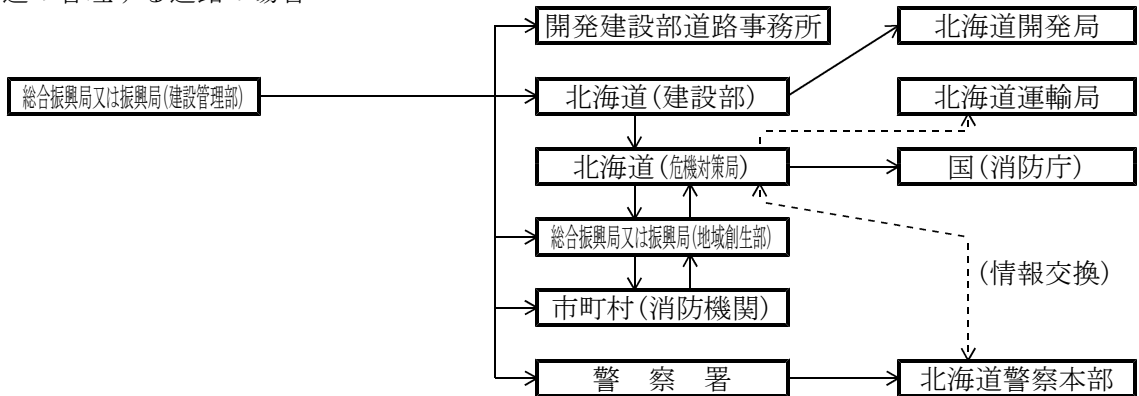 道の管理する道路の場合
開発建設部道路事務所
北海道開発局
総合振興局又は振興局(建設管理部)
北海道(建設部)
北海道運輸局
北海道(危機対策局)
国(消防庁)
総合振興局又は振興局(地域創生部)
(情報交換)
市町村(消防機関)
警察署
北海道警察本部